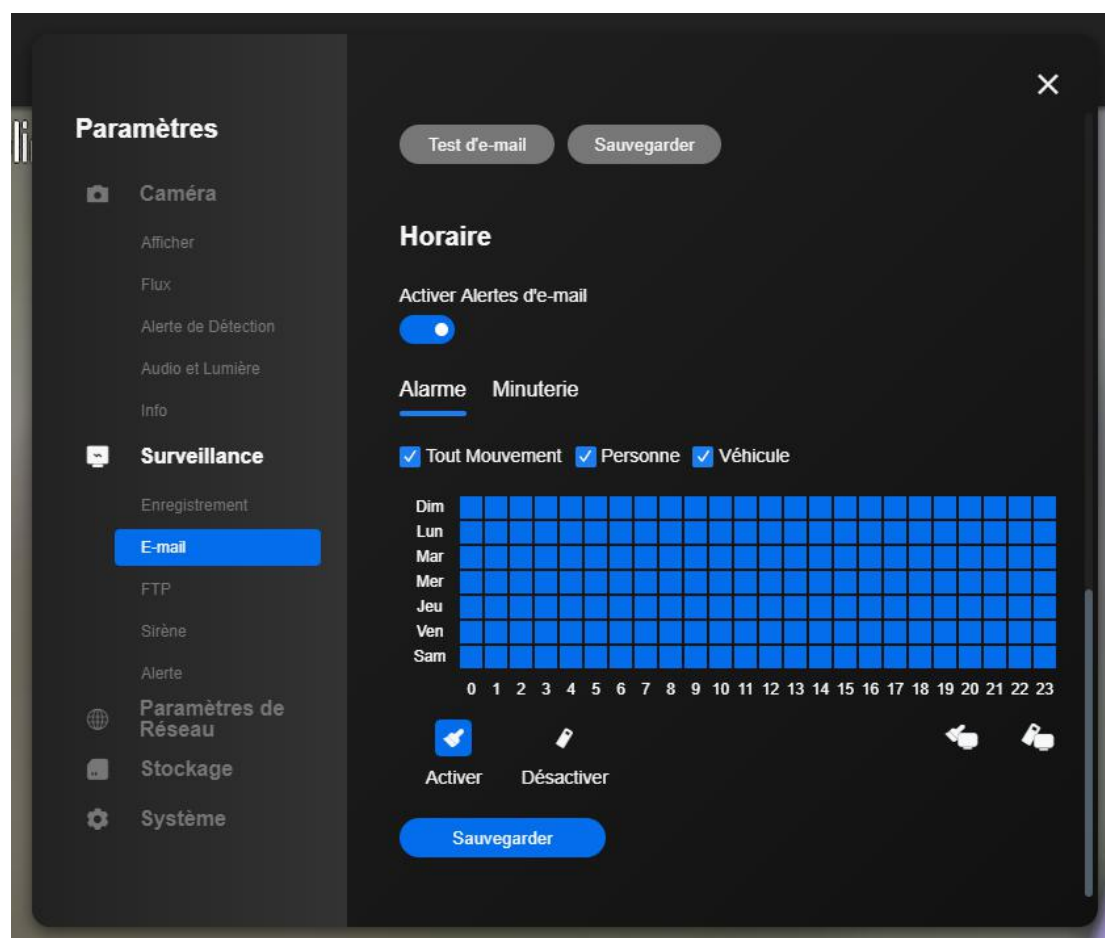 Paramètres
Caméra
Afficher
Flux
Alerte de Détection
Audio et Lumière
Info
Surveillance
Enregistrement
E-mail
FTP
Sirène
Alerte
Paramètres de
Réseau
Stockage
Système
Test d'e-mail Sauvegarder
Horaire
Activer Alertes d'e-mail
Alarme Minuterie
Tout Mouvement Personne Véhicule
Dim
Lun
Mar
Mer
Jeu
Ven
Sam
0 1 2 3 4 5 6 7 8 9 10 11 12 13 14 15 16 17 18 19 20 21 22 23
Activer Désactiver
Sauvegarder